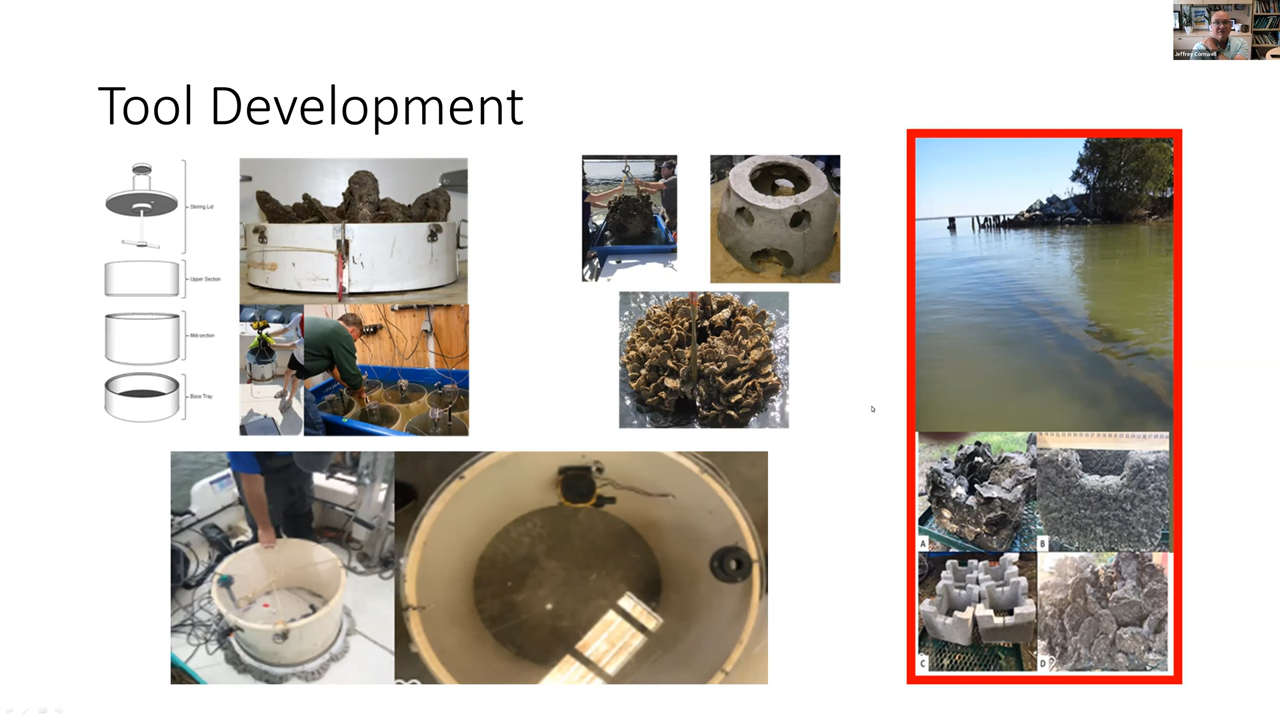 Jeffrey Cornwell
Tool Development
Stirring Lid
Upper Section
Mid-section
Base Tray
A
B
C
D